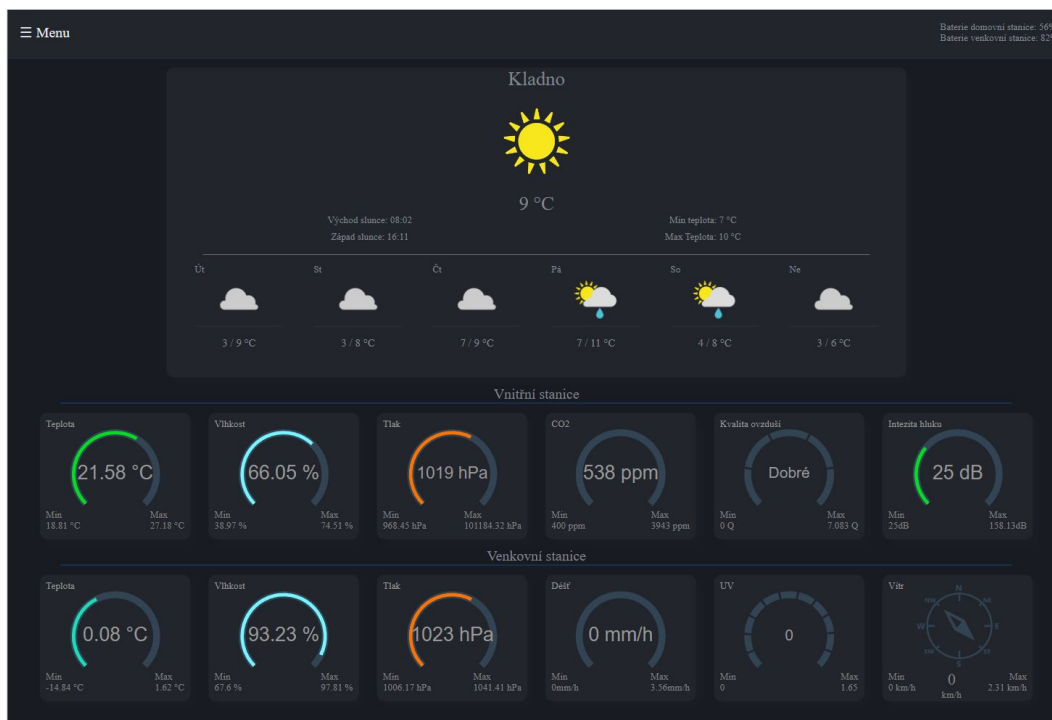 ☰ Menu
Baterie domovní stanice: 56%
Baterie venkovní stanice: 82%
Kladno
9 °C
Východ slunce: 08:02
Západ slunce: 16:11
Min teplota: 7 °C
Max Teplota: 10 °C
Út St Čt Pá So Ne
3 / 9 °C 3 / 8 °C 7 / 9 °C 7 / 11 °C 4 / 8 °C 3 / 6 °C
Vnitřní stanice
Teplota
21.58 °C
Min Max
18.81 °C 27.18 °C
Vlhkost
66.05 %
Min Max
38.97 % 74.51 %
Tlak
1019 hPa
Min Max
968.45 hPa 101184.32 hPa
CO2
538 ppm
Min Max
400 ppm 3943 ppm
Kvalita ovzduší
Dobré
Min Max
0 Q 7.083 Q
Intezita hluku
25 dB
Min Max
25dB 158.13dB
Venkovní stanice
Teplota
0.08 °C
Min Max
-14.84 °C 1.62 °C
Vlhkost
93.23 %
Min Max
67.6 % 97.81 %
Tlak
1023 hPa
Min Max
1006.17 hPa 1041.41 hPa
Déšť
0 mm/h
Min Max
0mm/h 3.56mm/h
UV
0
Min Max
0 1.65
Vítr
N
NW NE
W E
SW SE
S
Min 0 Max
0 km/h km/h 2.31 km/h